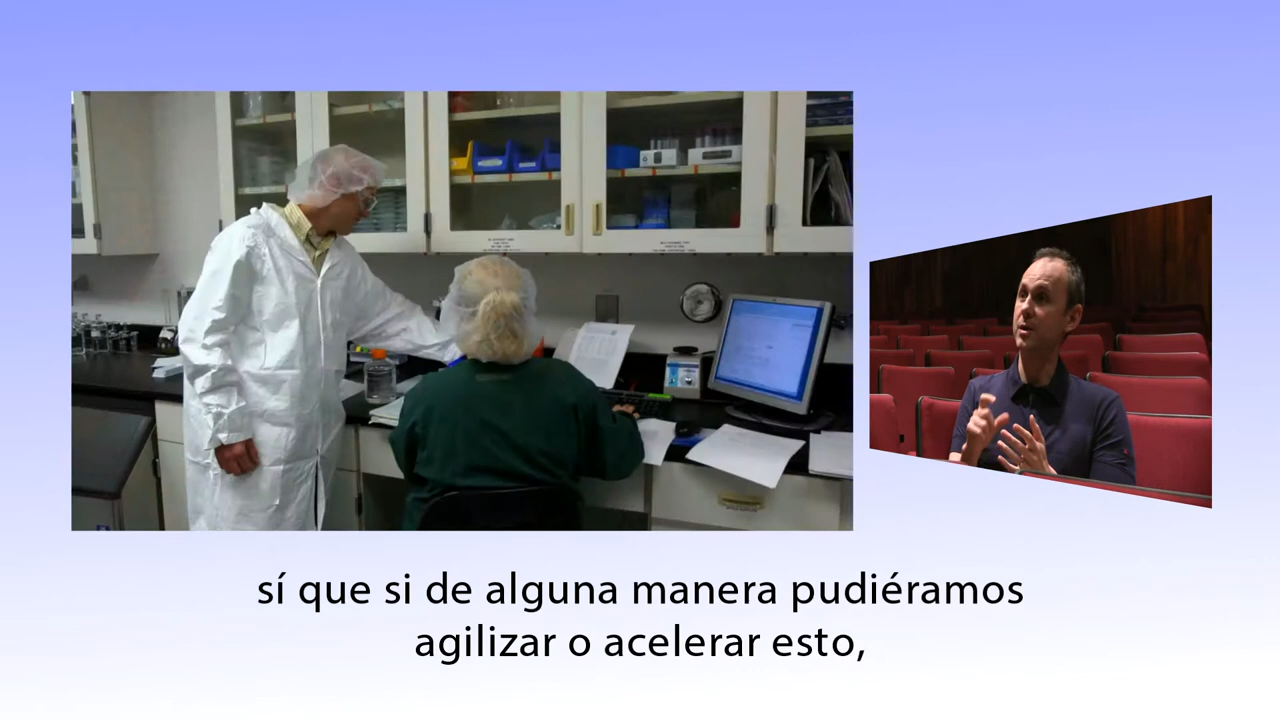 sí que si de alguna manera pudiéramos
agilizar o acelerar esto,